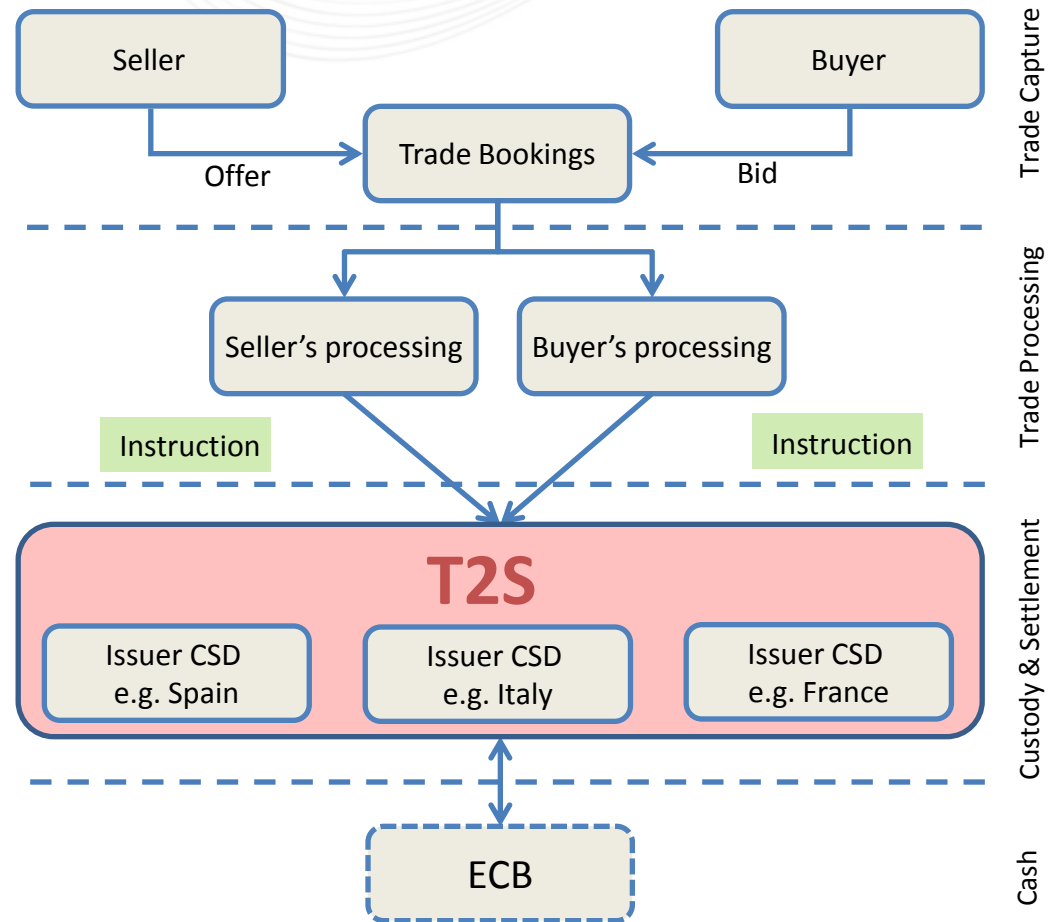 Seller
Buyer
Trade Capture
Trade Bookings
Offer
Bid
Seller’s processing
Buyer’s processing
Trade Processing
Instruction
Instruction
T2S
Issuer CSD
e.g. Spain
Issuer CSD
e.g. Italy
Issuer CSD
e.g. France
Custody & Settlement
ECB
Cash